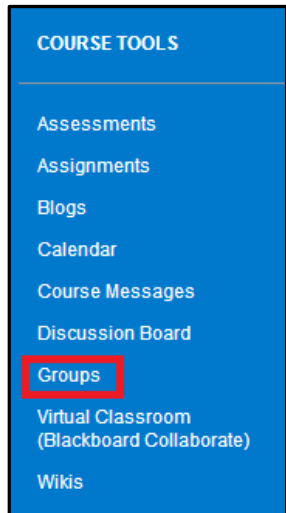 COURSE TOOLS
Assessments
Assignments
Blogs
Calendar
Course Messages
Discussion Board
Groups
Virtual Classroom
(Blackboard Collaborate)
Wikis